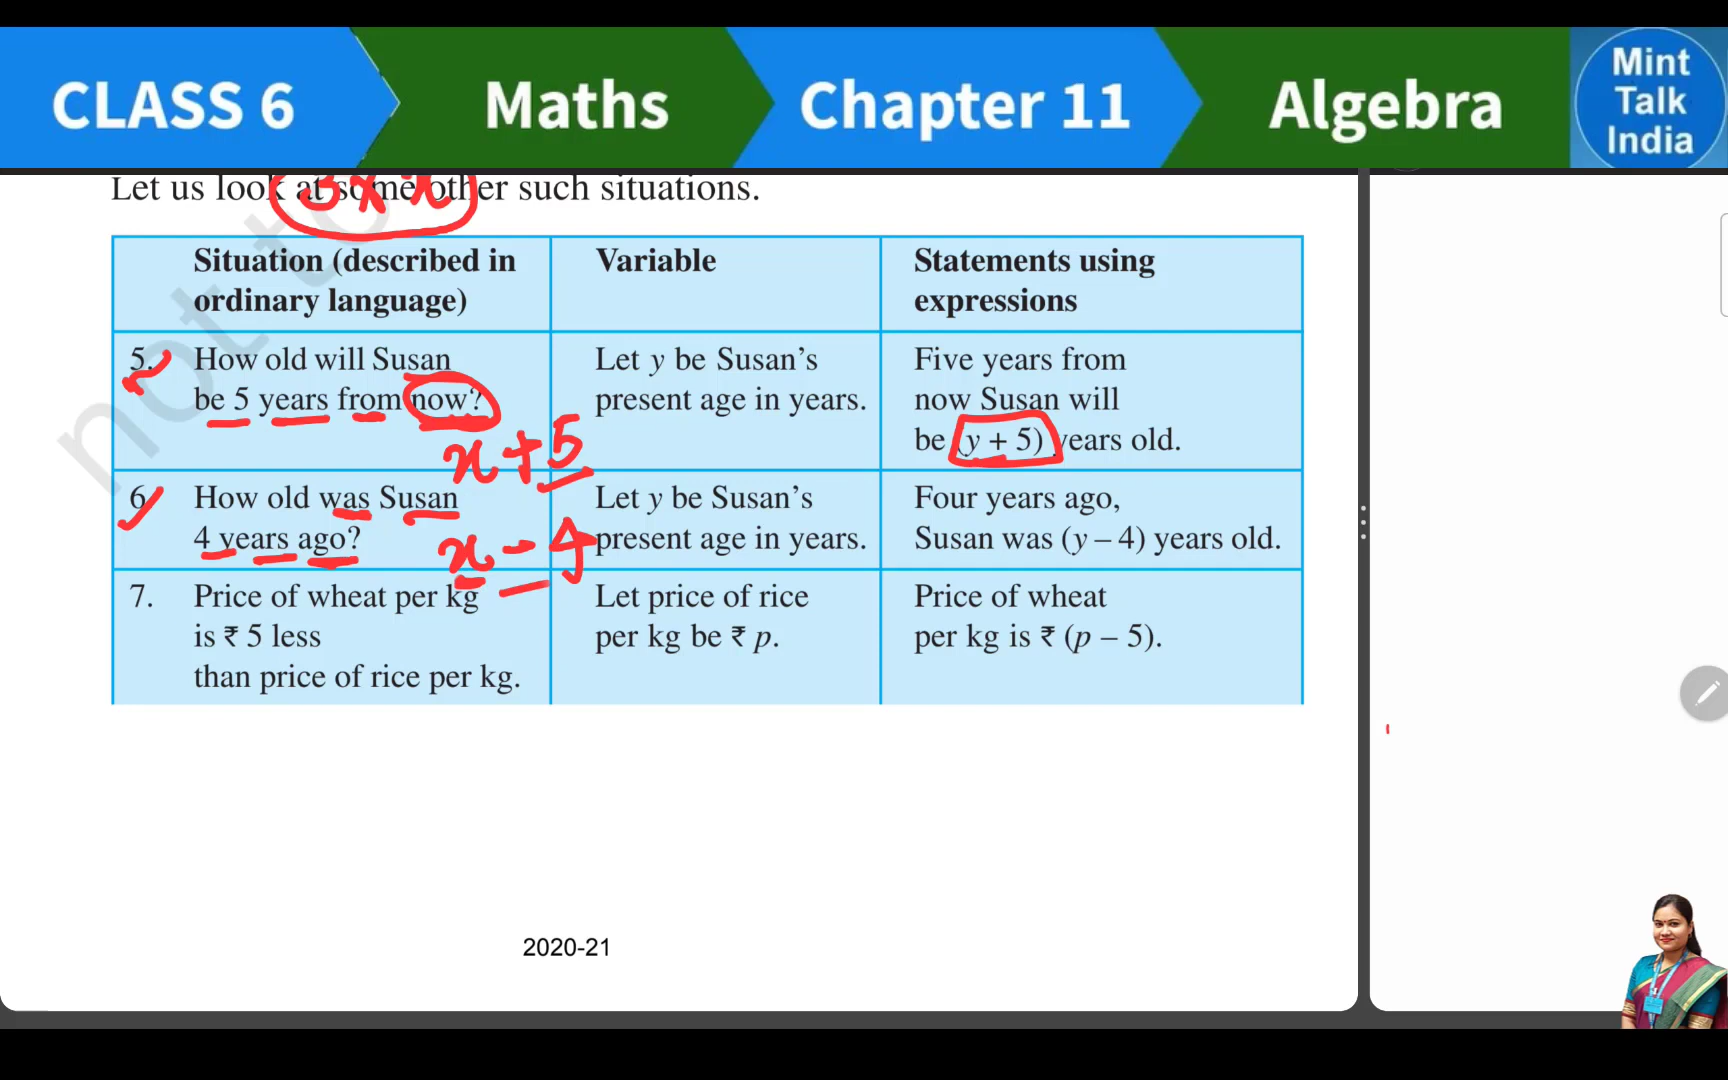 CLASS 6
Maths
Chapter 11
Algebra
Mint
Talk
India
Let us look at some other such situations.
3 x x
not to
Situation (described in
ordinary language)
Variable
Statements using
expressions
5.
How old will Susan
be 5 years from now?
x + 5
Let y be Susan's
present age in years.
Five years from
now Susan will
be (y + 5) years old.
6.
How old was Susan
4 years ago?
x - 4
Let y be Susan's
present age in years.
Four years ago,
Susan was (y – 4) years old.
7.
Price of wheat per kg
is ₹ 5 less
than price of rice per kg.
Let price of rice
per kg be ₹ p.
Price of wheat
per kg is ₹ (p – 5).
2020-21